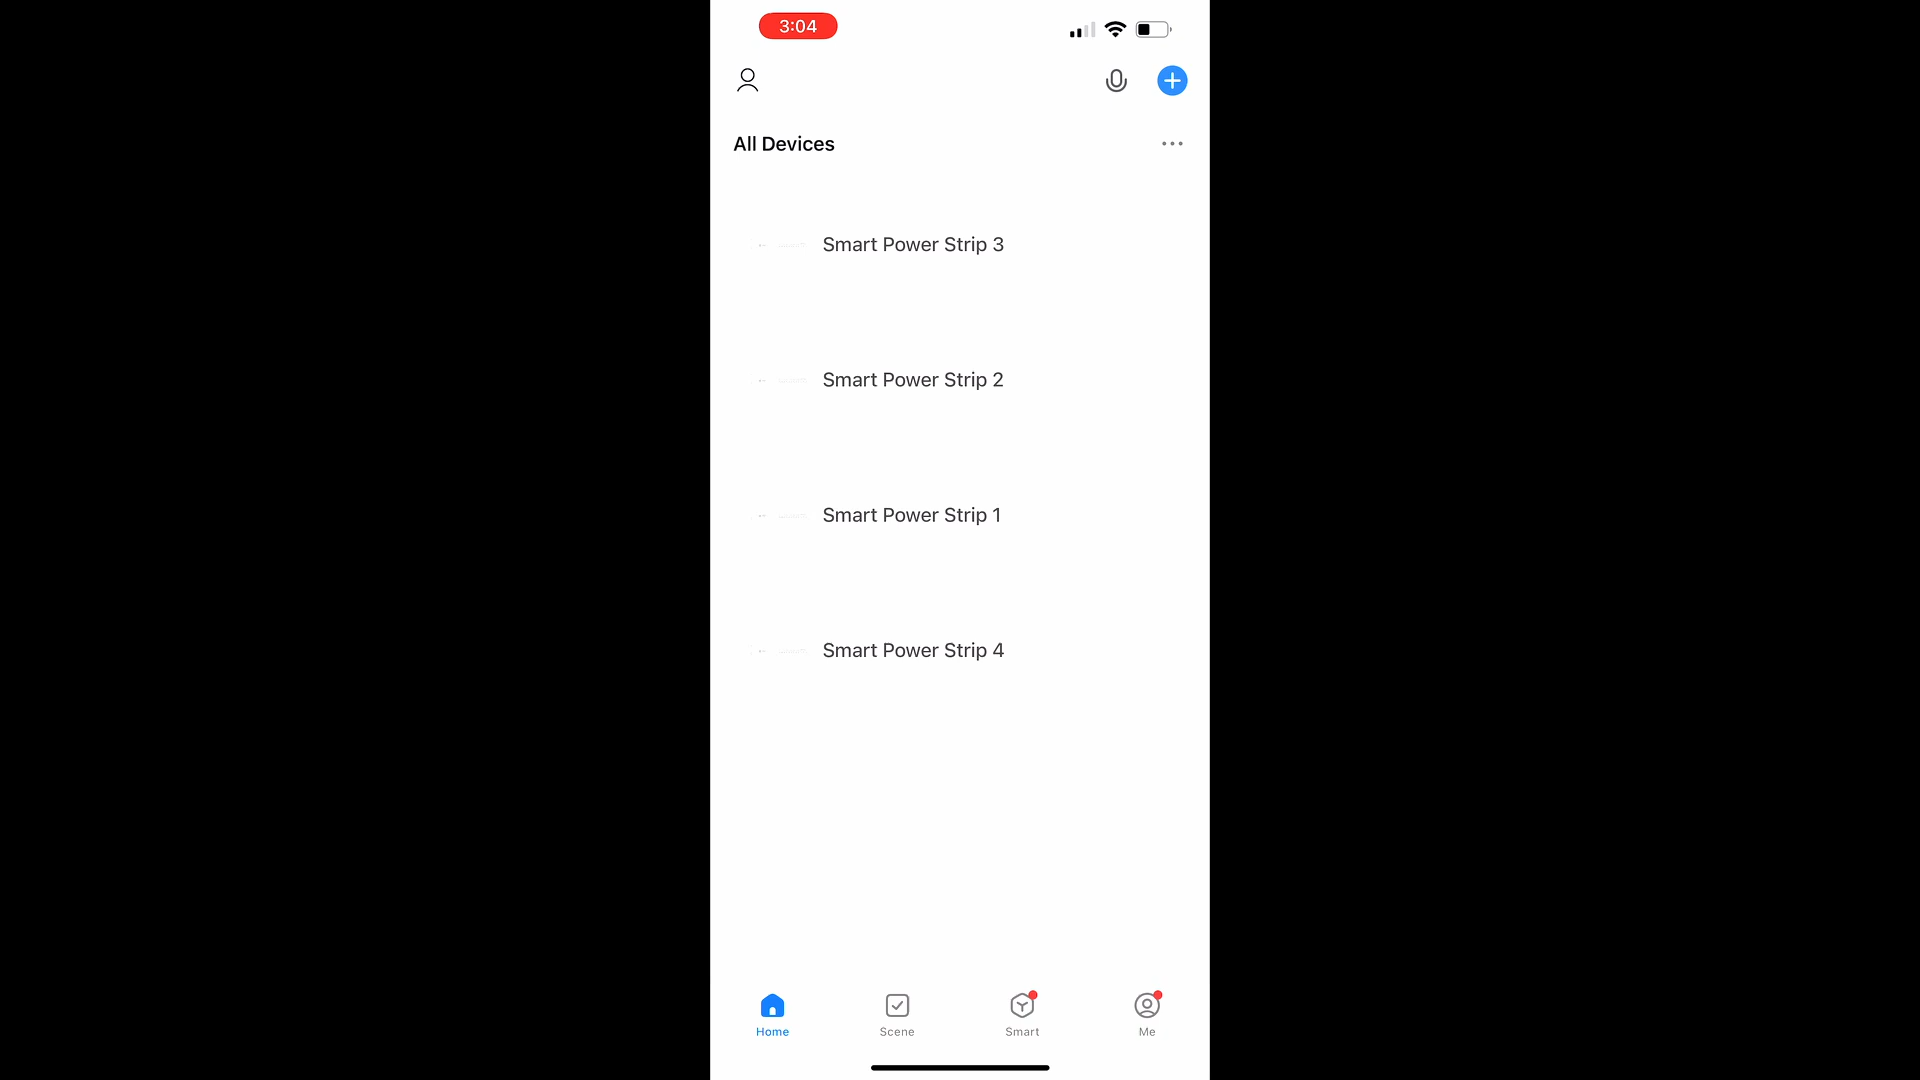 3:04
All Devices
Smart Power Strip 3
Smart Power Strip 2
Smart Power Strip 1
Smart Power Strip 4
Home
Scene
Smart
Me